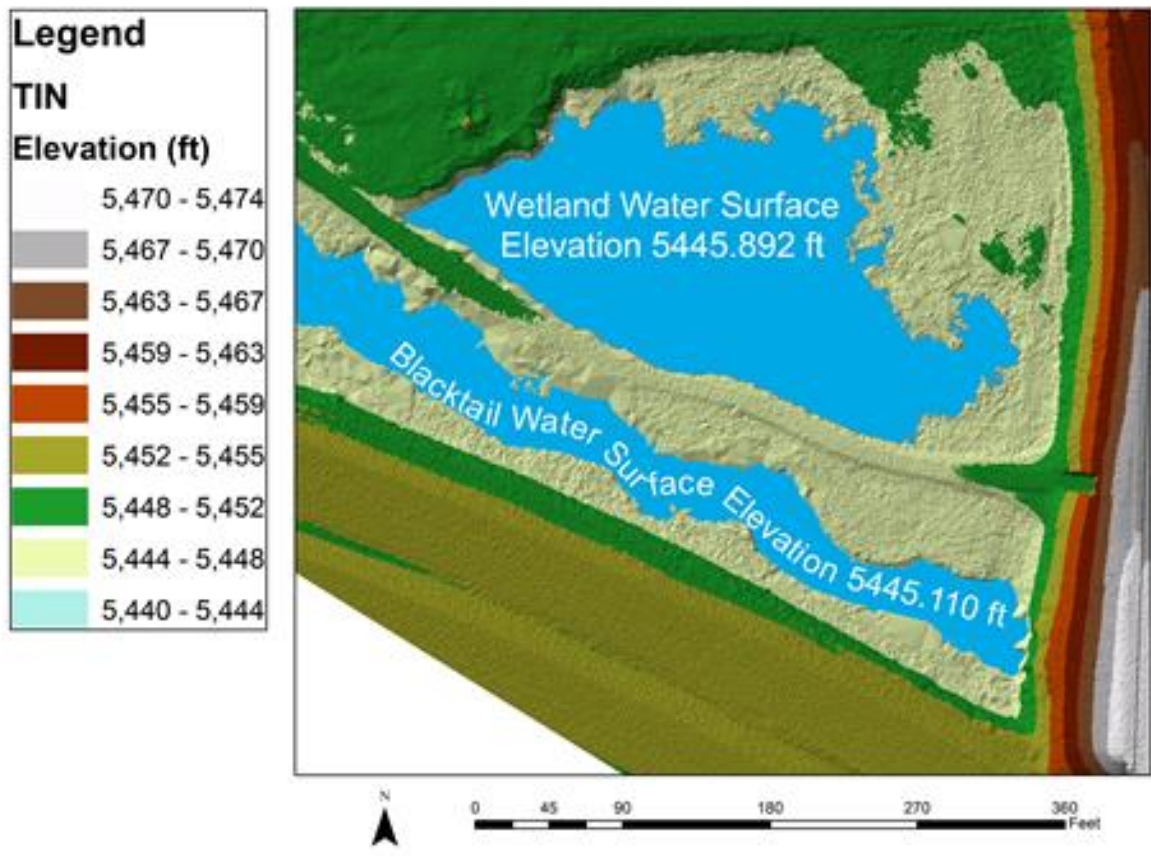 Legend
TIN
Elevation (ft)
5,470 - 5,474
5,467 - 5,470
5,463 - 5,467
5,459 - 5,463
5,455 - 5,459
5,452 - 5,455
5,448 - 5,452
5,444 - 5,448
5,440 - 5,444
Wetland Water Surface
Elevation 5445.892 ft
Blacktail Water Surface Elevation 5445.110 ft
N
0 45 90 180 270 360
Feet